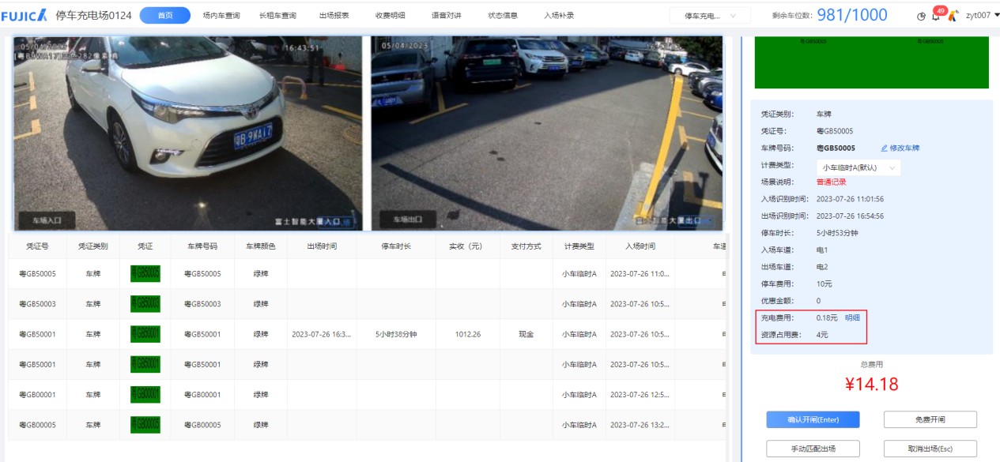 FUJICA 停车充电场0124 首页 场内车查询 长租车查询 出场报表 收费明细 语音对讲 状态信息 入场补录 停车充电... 剩余车位数: 981/1000 49 zyt007
05/04/2023
16:43:51
粤B·9WA17
车场入口
富士智能大厦入口
05/04/2023
车场出口
富士智能大厦出口
凭证号 凭证类别 凭证 车牌号码 车牌颜色 出场时间 停车时长 实收（元） 支付方式 计费类型 入场时间 车道
粤GB50005 车牌 粤GB50005 粤GB50005 绿牌 小车临时A 2023-07-26 11:0...
粤GB50003 车牌 粤GB50003 粤GB50003 绿牌 小车临时A 2023-07-26 10:5...
粤GB50001 车牌 粤GB50001 粤GB50001 绿牌 2023-07-26 16:3... 5小时38分钟 1012.26 现金 小车临时A 2023-07-26 10:5...
粤GB50001 车牌 粤GB50001 粤GB50001 绿牌 小车临时A 2023-07-26 10:5...
粤GB00001 车牌 粤GB00001 粤GB00001 绿牌 小车临时A 2023-07-26 12:5...
粤GB00005 车牌 粤GB00005 粤GB00005 绿牌 小车临时A 2023-07-26 13:2...
粤GB50005 粤GB50005
凭证类别: 车牌
凭证号: 粤GB50005
车牌号码: 粤GB50005 修改车牌
计费类型: 小车临时A(默认)
场景说明: 普通记录
入场识别时间: 2023-07-26 11:01:56
出场识别时间: 2023-07-26 16:54:56
停车时长: 5小时53分钟
入场车道: 电1
出场车道: 电2
停车费用: 10元
优惠金额: 0
充电费用: 0.18元 明细
资源占用费: 4元
总费用
¥14.18
确认开闸(Enter) 免费开闸
手动匹配出场 取消出场(Esc)